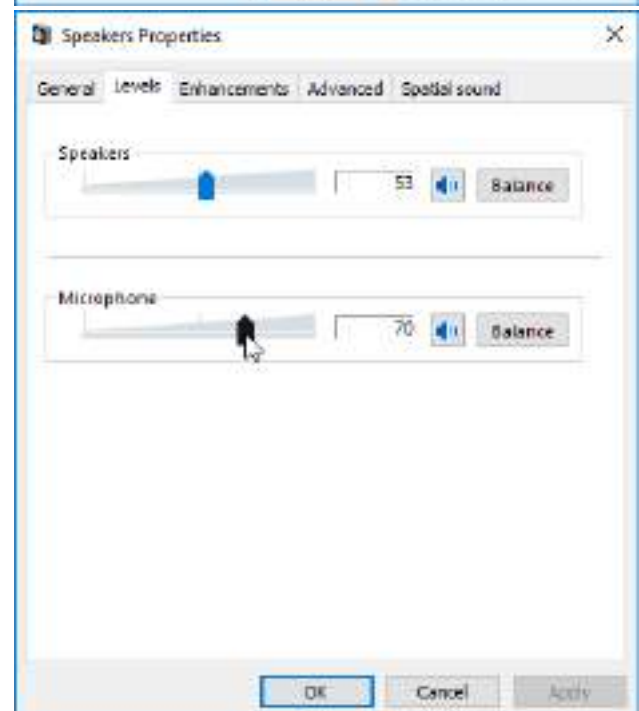 Speakers Properties
General Levels Enhancements Advanced Spatial sound
Speakers
53 Balance
Microphone
70 Balance
OK Cancel Apply